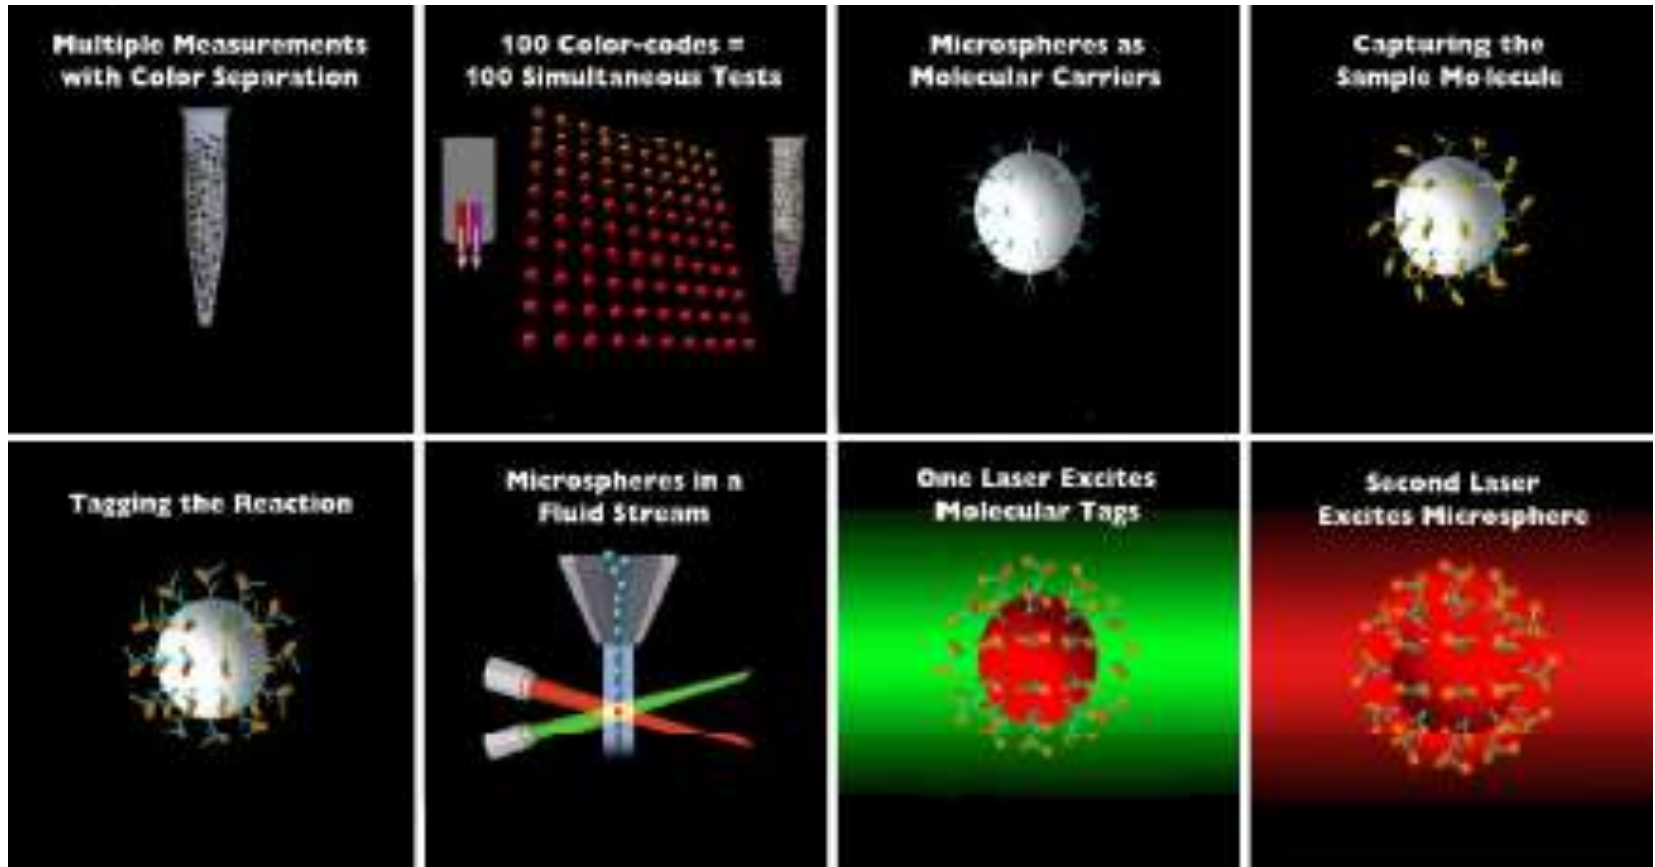 Multiple Measurements
with Color Separation
100 Color-codes =
100 Simultaneous Tests
Microspheres as
Molecular Carriers
Capturing the
Sample Molecule
Tagging the Reaction
Microspheres in a
Fluid Stream
One Laser Excites
Molecular Tags
Second Laser
Excites Microsphere